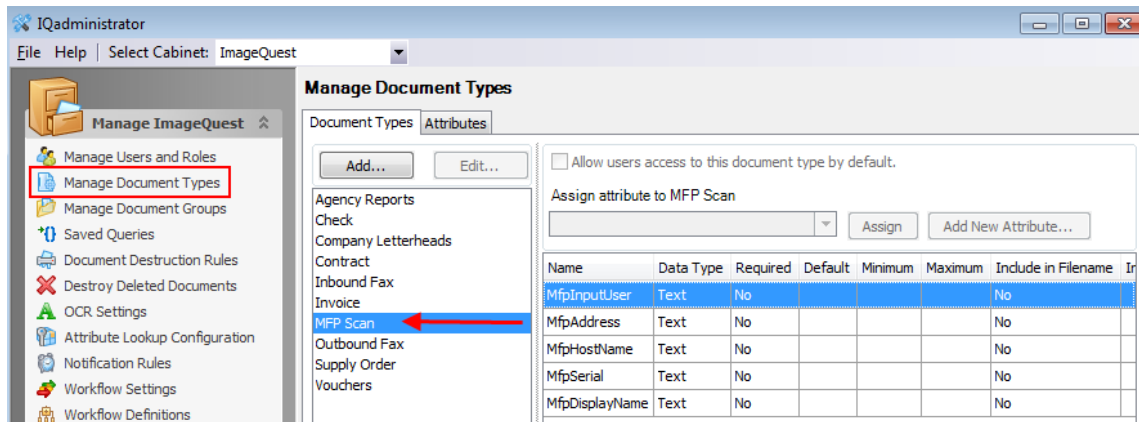 IQadministrator
File Help Select Cabinet: ImageQuest
Manage ImageQuest
Manage Users and Roles
Manage Document Types
Manage Document Groups
Saved Queries
Document Destruction Rules
Destroy Deleted Documents
OCR Settings
Attribute Lookup Configuration
Notification Rules
Workflow Settings
Workflow Definitions
Manage Document Types
Document Types Attributes
Add... Edit...
Agency Reports
Check
Company Letterheads
Contract
Inbound Fax
Invoice
MFP Scan
Outbound Fax
Supply Order
Vouchers
Allow users access to this document type by default.
Assign attribute to MFP Scan
Assign Add New Attribute...
Name Data Type Required Default Minimum Maximum Include in Filename
MfpInputUser Text No No
MfpAddress Text No No
MfpHostName Text No No
MfpSerial Text No No
MfpDisplayName Text No No